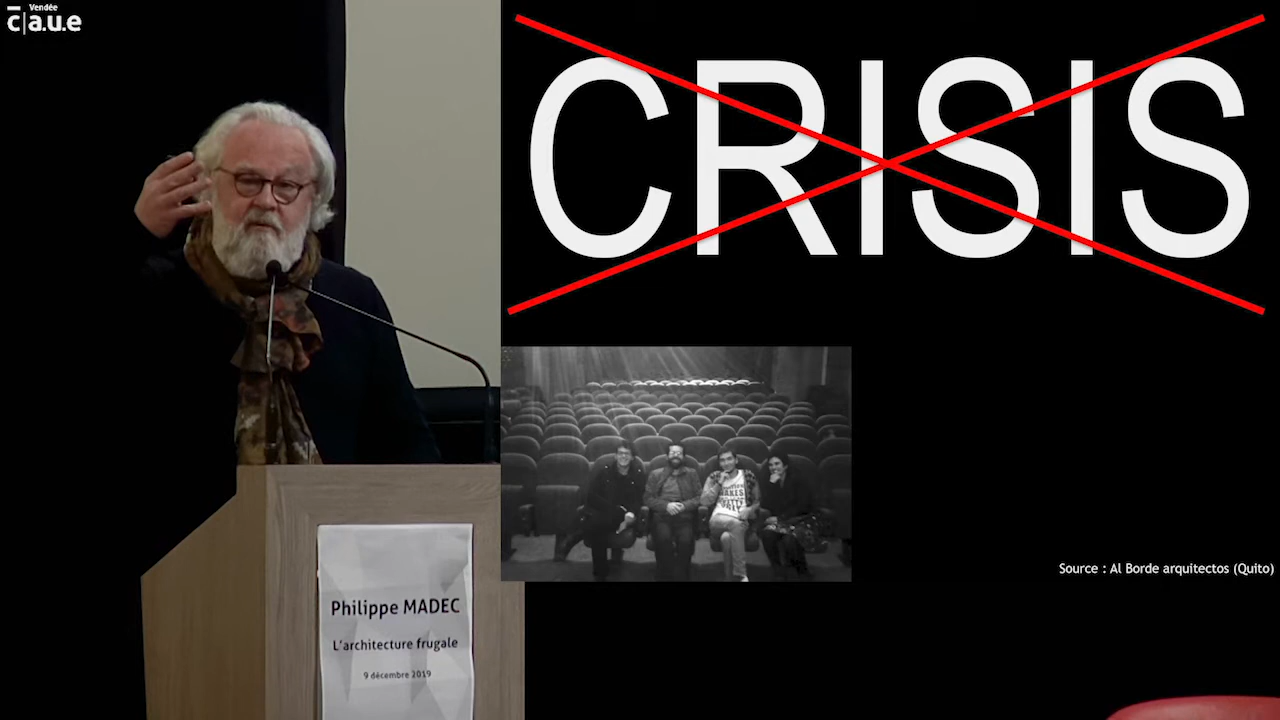 Vendée
c|a.u.e
CRISIS
Source : Al Borde arquitectos (Quito)
Philippe MADEC
L'architecture frugale
9 décembre 2019